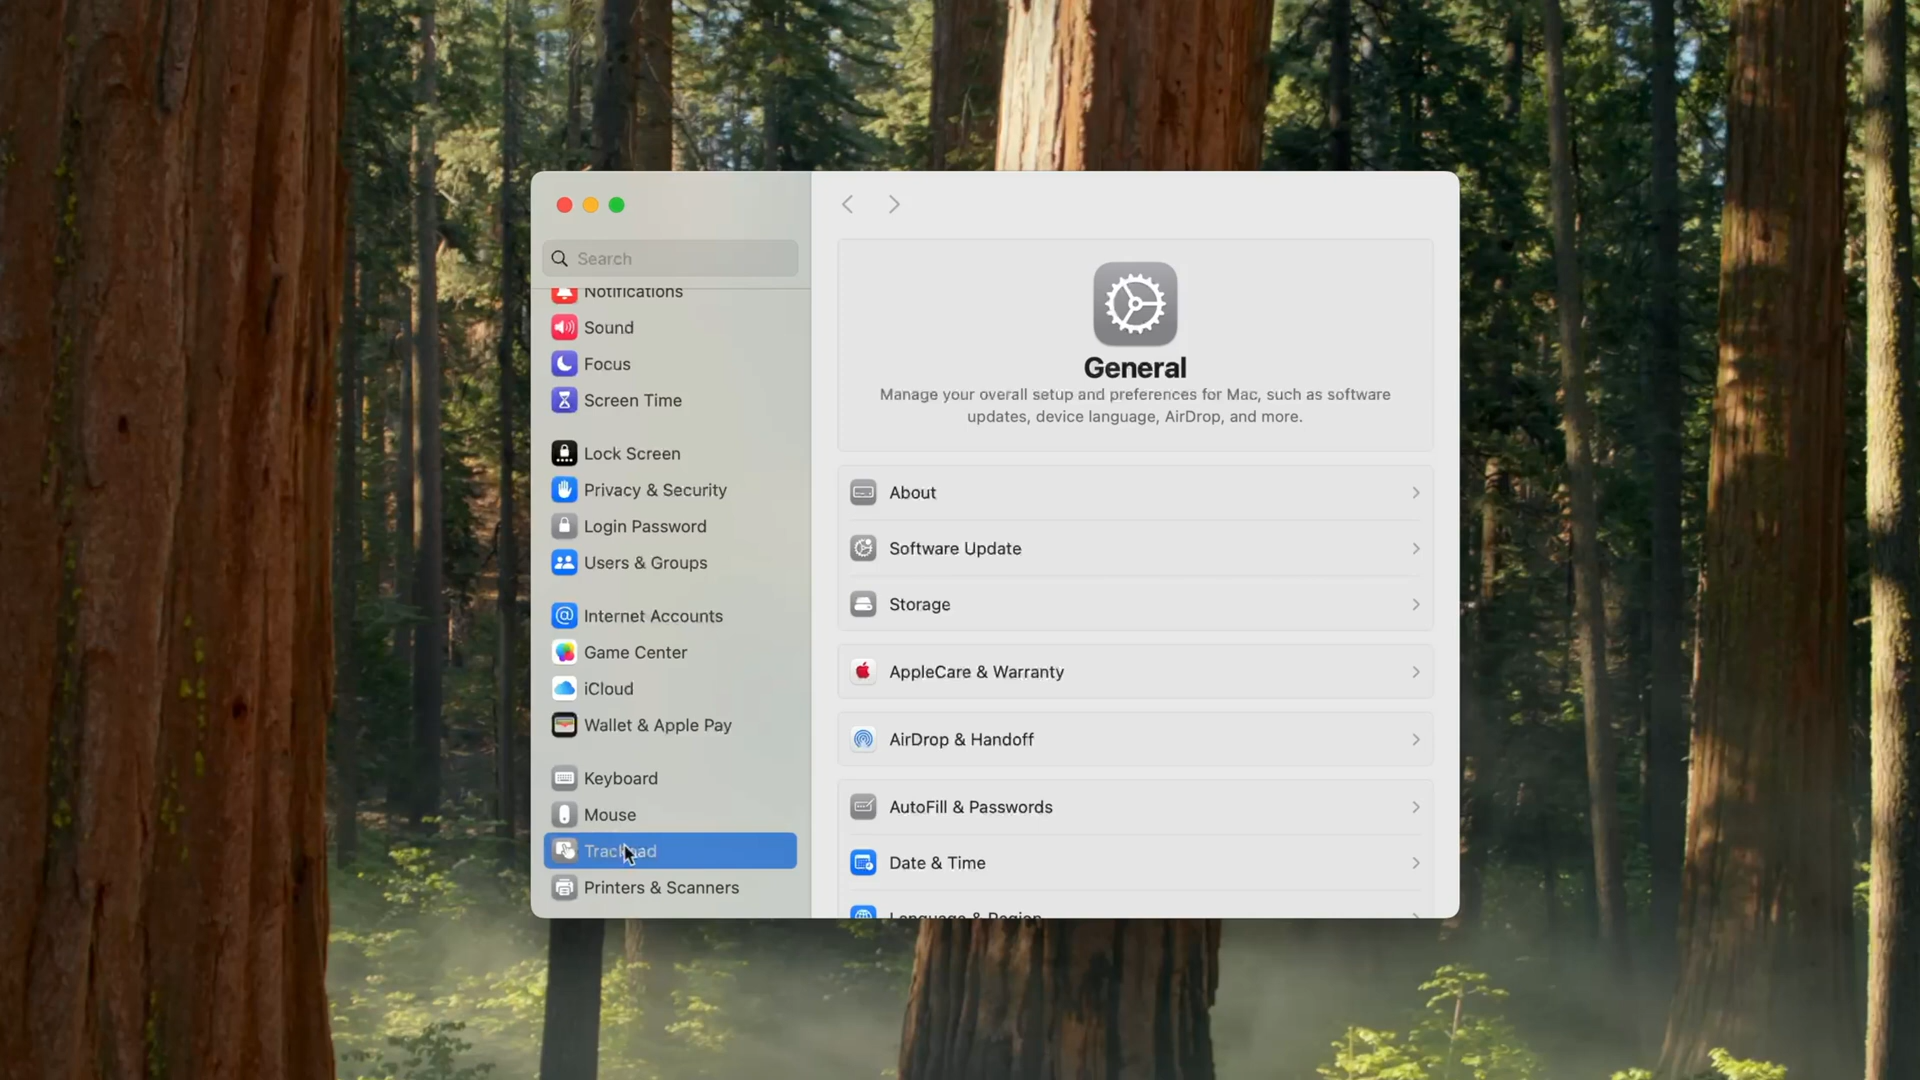 Search
Notifications
Sound
Focus
Screen Time
Lock Screen
Privacy & Security
Login Password
Users & Groups
Internet Accounts
Game Center
iCloud
Wallet & Apple Pay
Keyboard
Mouse
Trackpad
Printers & Scanners
General
Manage your overall setup and preferences for Mac, such as software
updates, device language, AirDrop, and more.
About
Software Update
Storage
AppleCare & Warranty
AirDrop & Handoff
AutoFill & Passwords
Date & Time
Language & Region